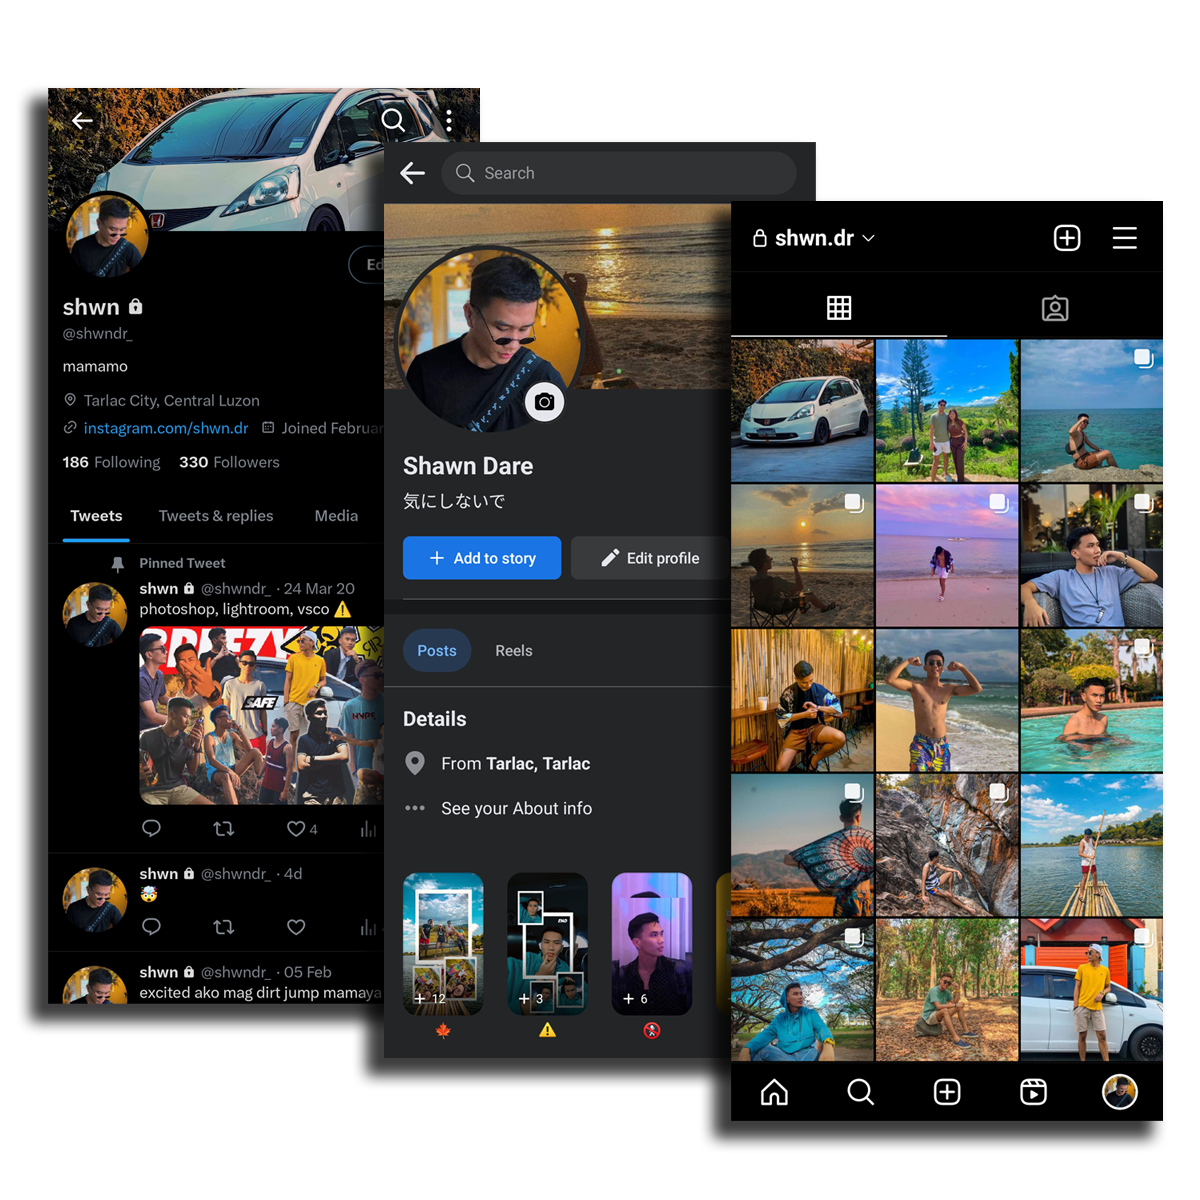 shwn
@shwndr_
mamamo
Tarlac City, Central Luzon
instagram.com/shwn.dr Joined Februar
186 Following 330 Followers
Tweets Tweets & replies Media
Pinned Tweet
shwn @shwndr_ · 24 Mar 20
photoshop, lightroom, vsco ⚠️
BREEZY
SAFE
HYPE
4
shwn @shwndr_ · 4d
🤯
shwn @shwndr_ · 05 Feb
excited ako mag dirt jump mamaya
Ed
Search
Shawn Dare
気にしないで
+ Add to story Edit profile
Posts Reels
Details
From Tarlac, Tarlac
See your About info
+ 12 + 3 + 6
🍁 ⚠️ 🚷
shwn.dr